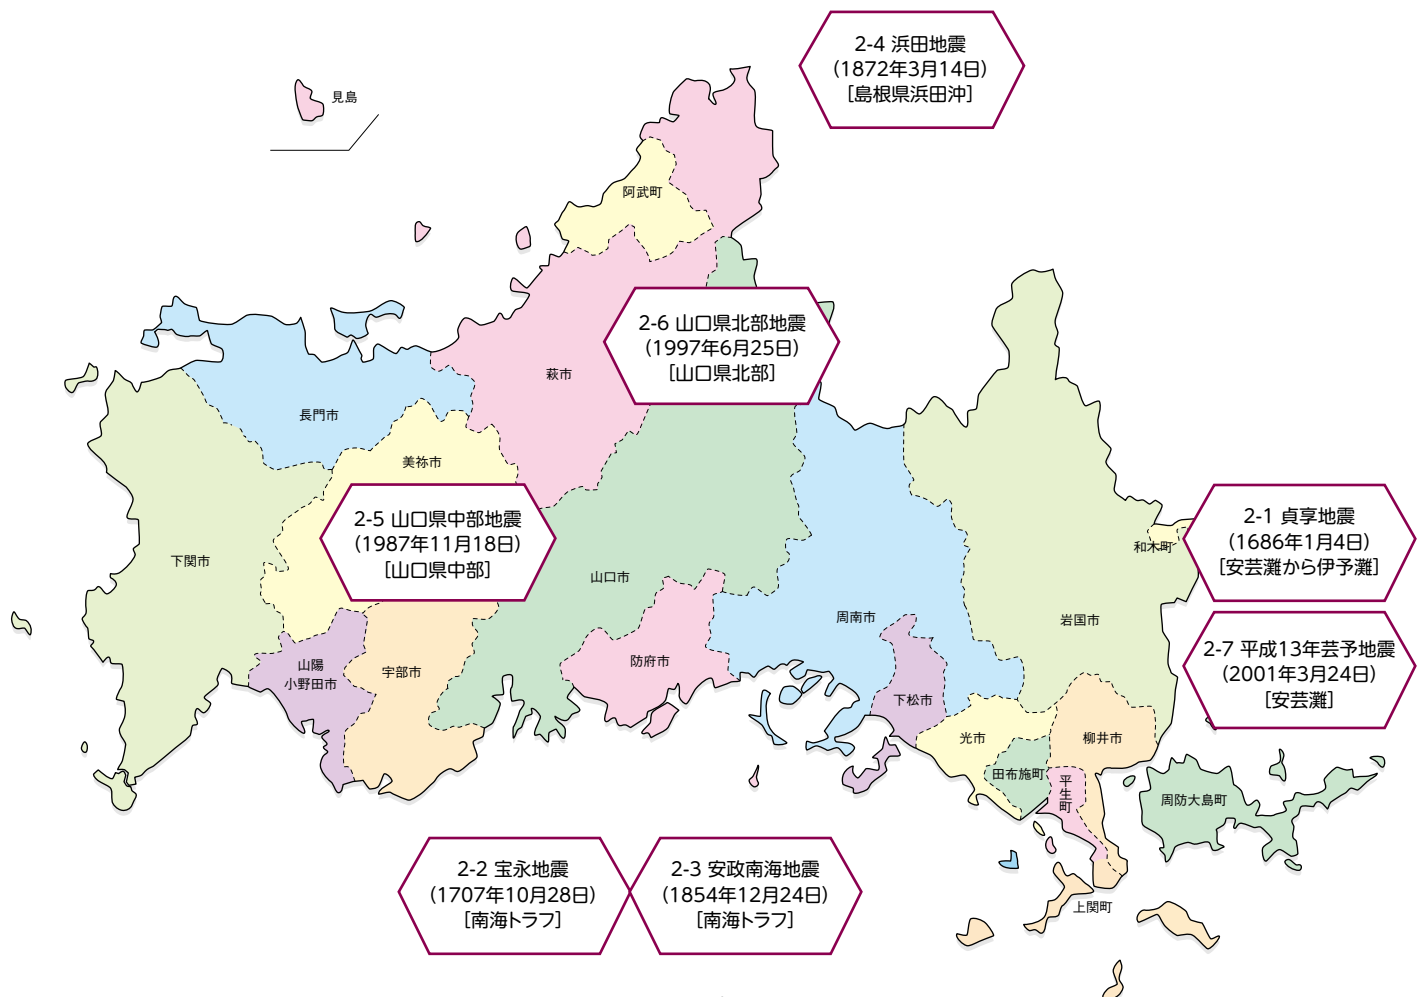 2-4 浜田地震
(1872年3月14日)
[島根県浜田沖]
見島
阿武町
2-6 山口県北部地震
(1997年6月25日)
[山口県北部]
萩市
長門市
美祢市
2-5 山口県中部地震
(1987年11月18日)
[山口県中部]
2-1 貞享地震
(1686年1月4日)
[安芸灘から伊予灘]
和木町
下関市
山口市
周南市
岩国市
2-7 平成13年芸予地震
(2001年3月24日)
[安芸灘]
山陽
小野田市
宇部市
防府市
下松市
光市
柳井市
田布施町
平生町
周防大島町
2-2 宝永地震
(1707年10月28日)
[南海トラフ]
2-3 安政南海地震
(1854年12月24日)
[南海トラフ]
上関町